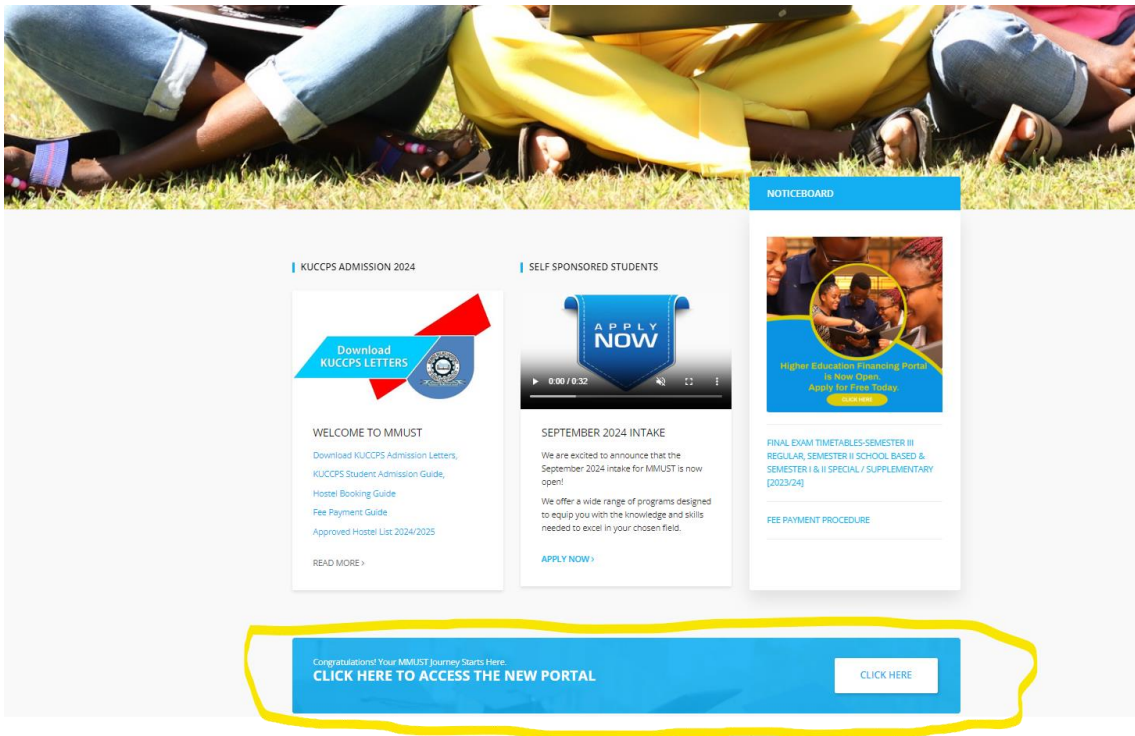 NOTICEBOARD
KUCCPS ADMISSION 2024
SELF SPONSORED STUDENTS
Download
KUCCPS LETTERS
APPLY
NOW
0:00 / 0:32
Higher Education Financing Portal
is Now Open.
Apply for Free Today.
CLICK HERE
WELCOME TO MMUST
Download KUCCPS Admission Letters,
KUCCPS Student Admission Guide,
Hostel Booking Guide
Fee Payment Guide
Approved Hostel List 2024/2025
READ MORE ›
SEPTEMBER 2024 INTAKE
We are excited to announce that the
September 2024 intake for MMUST is now
open!
We offer a wide range of programs designed
to equip you with the knowledge and skills
needed to excel in your chosen field.
APPLY NOW ›
FINAL EXAM TIMETABLES-SEMESTER III
REGULAR, SEMESTER II SCHOOL BASED &
SEMESTER I & II SPECIAL / SUPPLEMENTARY
[2023/24]
FEE PAYMENT PROCEDURE
Congratulations! Your MMUST Journey Starts Here.
CLICK HERE TO ACCESS THE NEW PORTAL
CLICK HERE